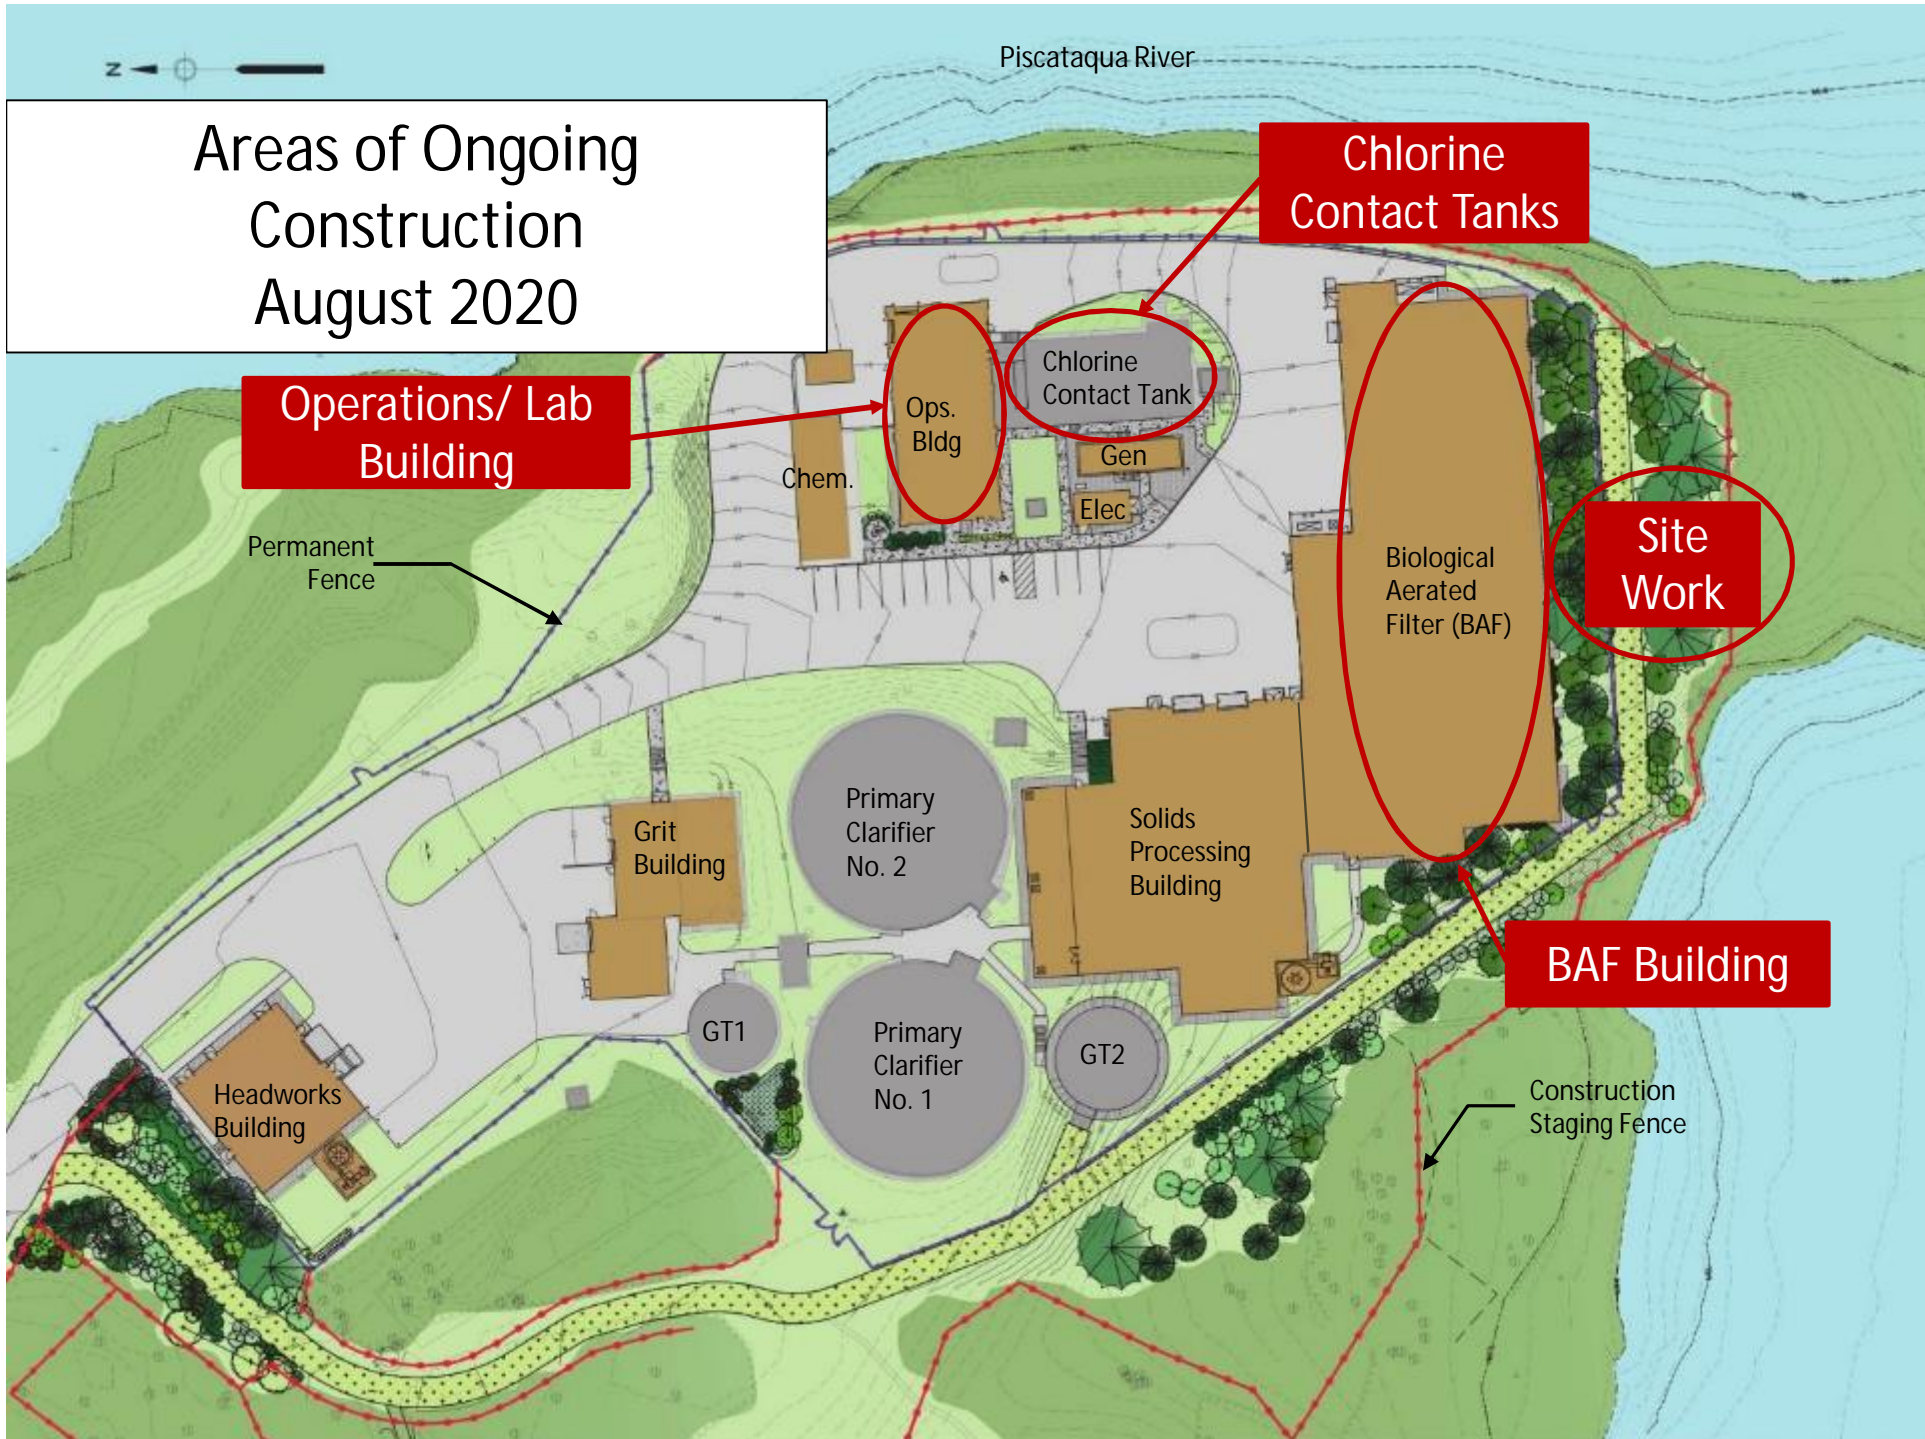 Z
Piscataqua River
Areas of Ongoing
Construction
August 2020
Chlorine
Contact Tanks
Operations/ Lab
Building
Chlorine
Contact Tank
Ops.
Bldg
Gen
Chem.
Elec
Permanent
Fence
Biological
Aerated
Filter (BAF)
Site
Work
Primary
Clarifier
No. 2
Grit
Building
Solids
Processing
Building
BAF Building
GT1
Primary
Clarifier
No. 1
GT2
Headworks
Building
Construction
Staging Fence